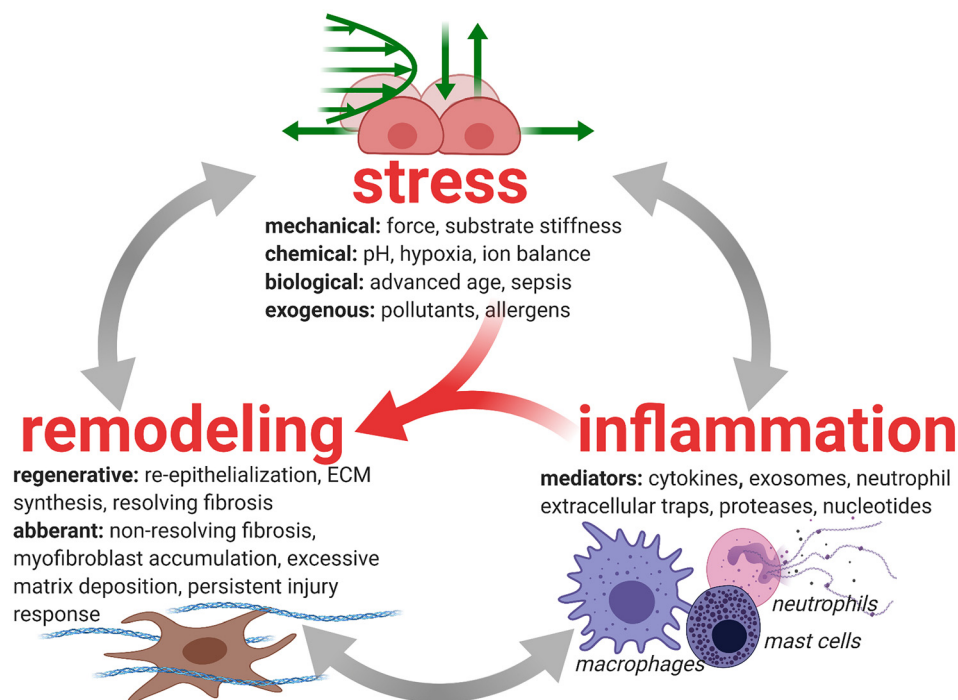 stress
mechanical: force, substrate stiffness
chemical: pH, hypoxia, ion balance
biological: advanced age, sepsis
exogenous: pollutants, allergens
remodeling
regenerative: re-epithelialization, ECM
synthesis, resolving fibrosis
abberant: non-resolving fibrosis,
myofibroblast accumulation, excessive
matrix deposition, persistent injury
response
inflammation
mediators: cytokines, exosomes, neutrophil
extracellular traps, proteases, nucleotides
neutrophils
mast cells
macrophages